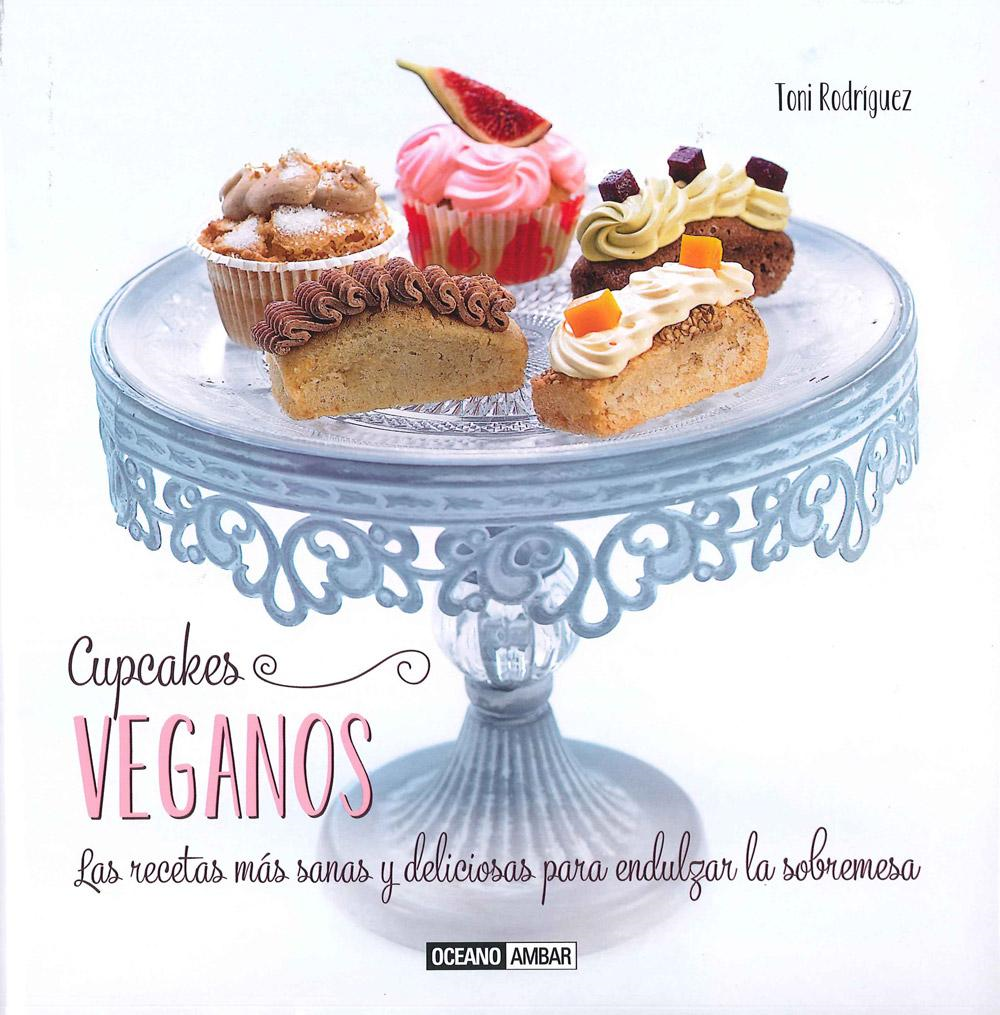 Toni Rodríguez
Cupcakes
VEGANOS
Las recetas más sanas y deliciosas para endulzar la sobremesa
OCEANO AMBAR